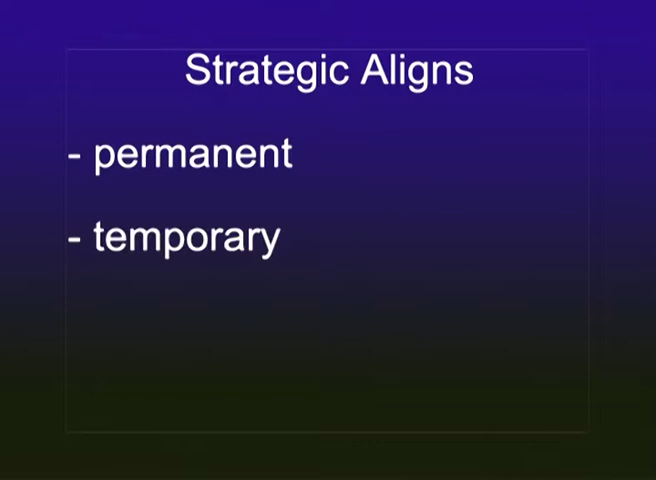 Strategic Aligns
- permanent
- temporary